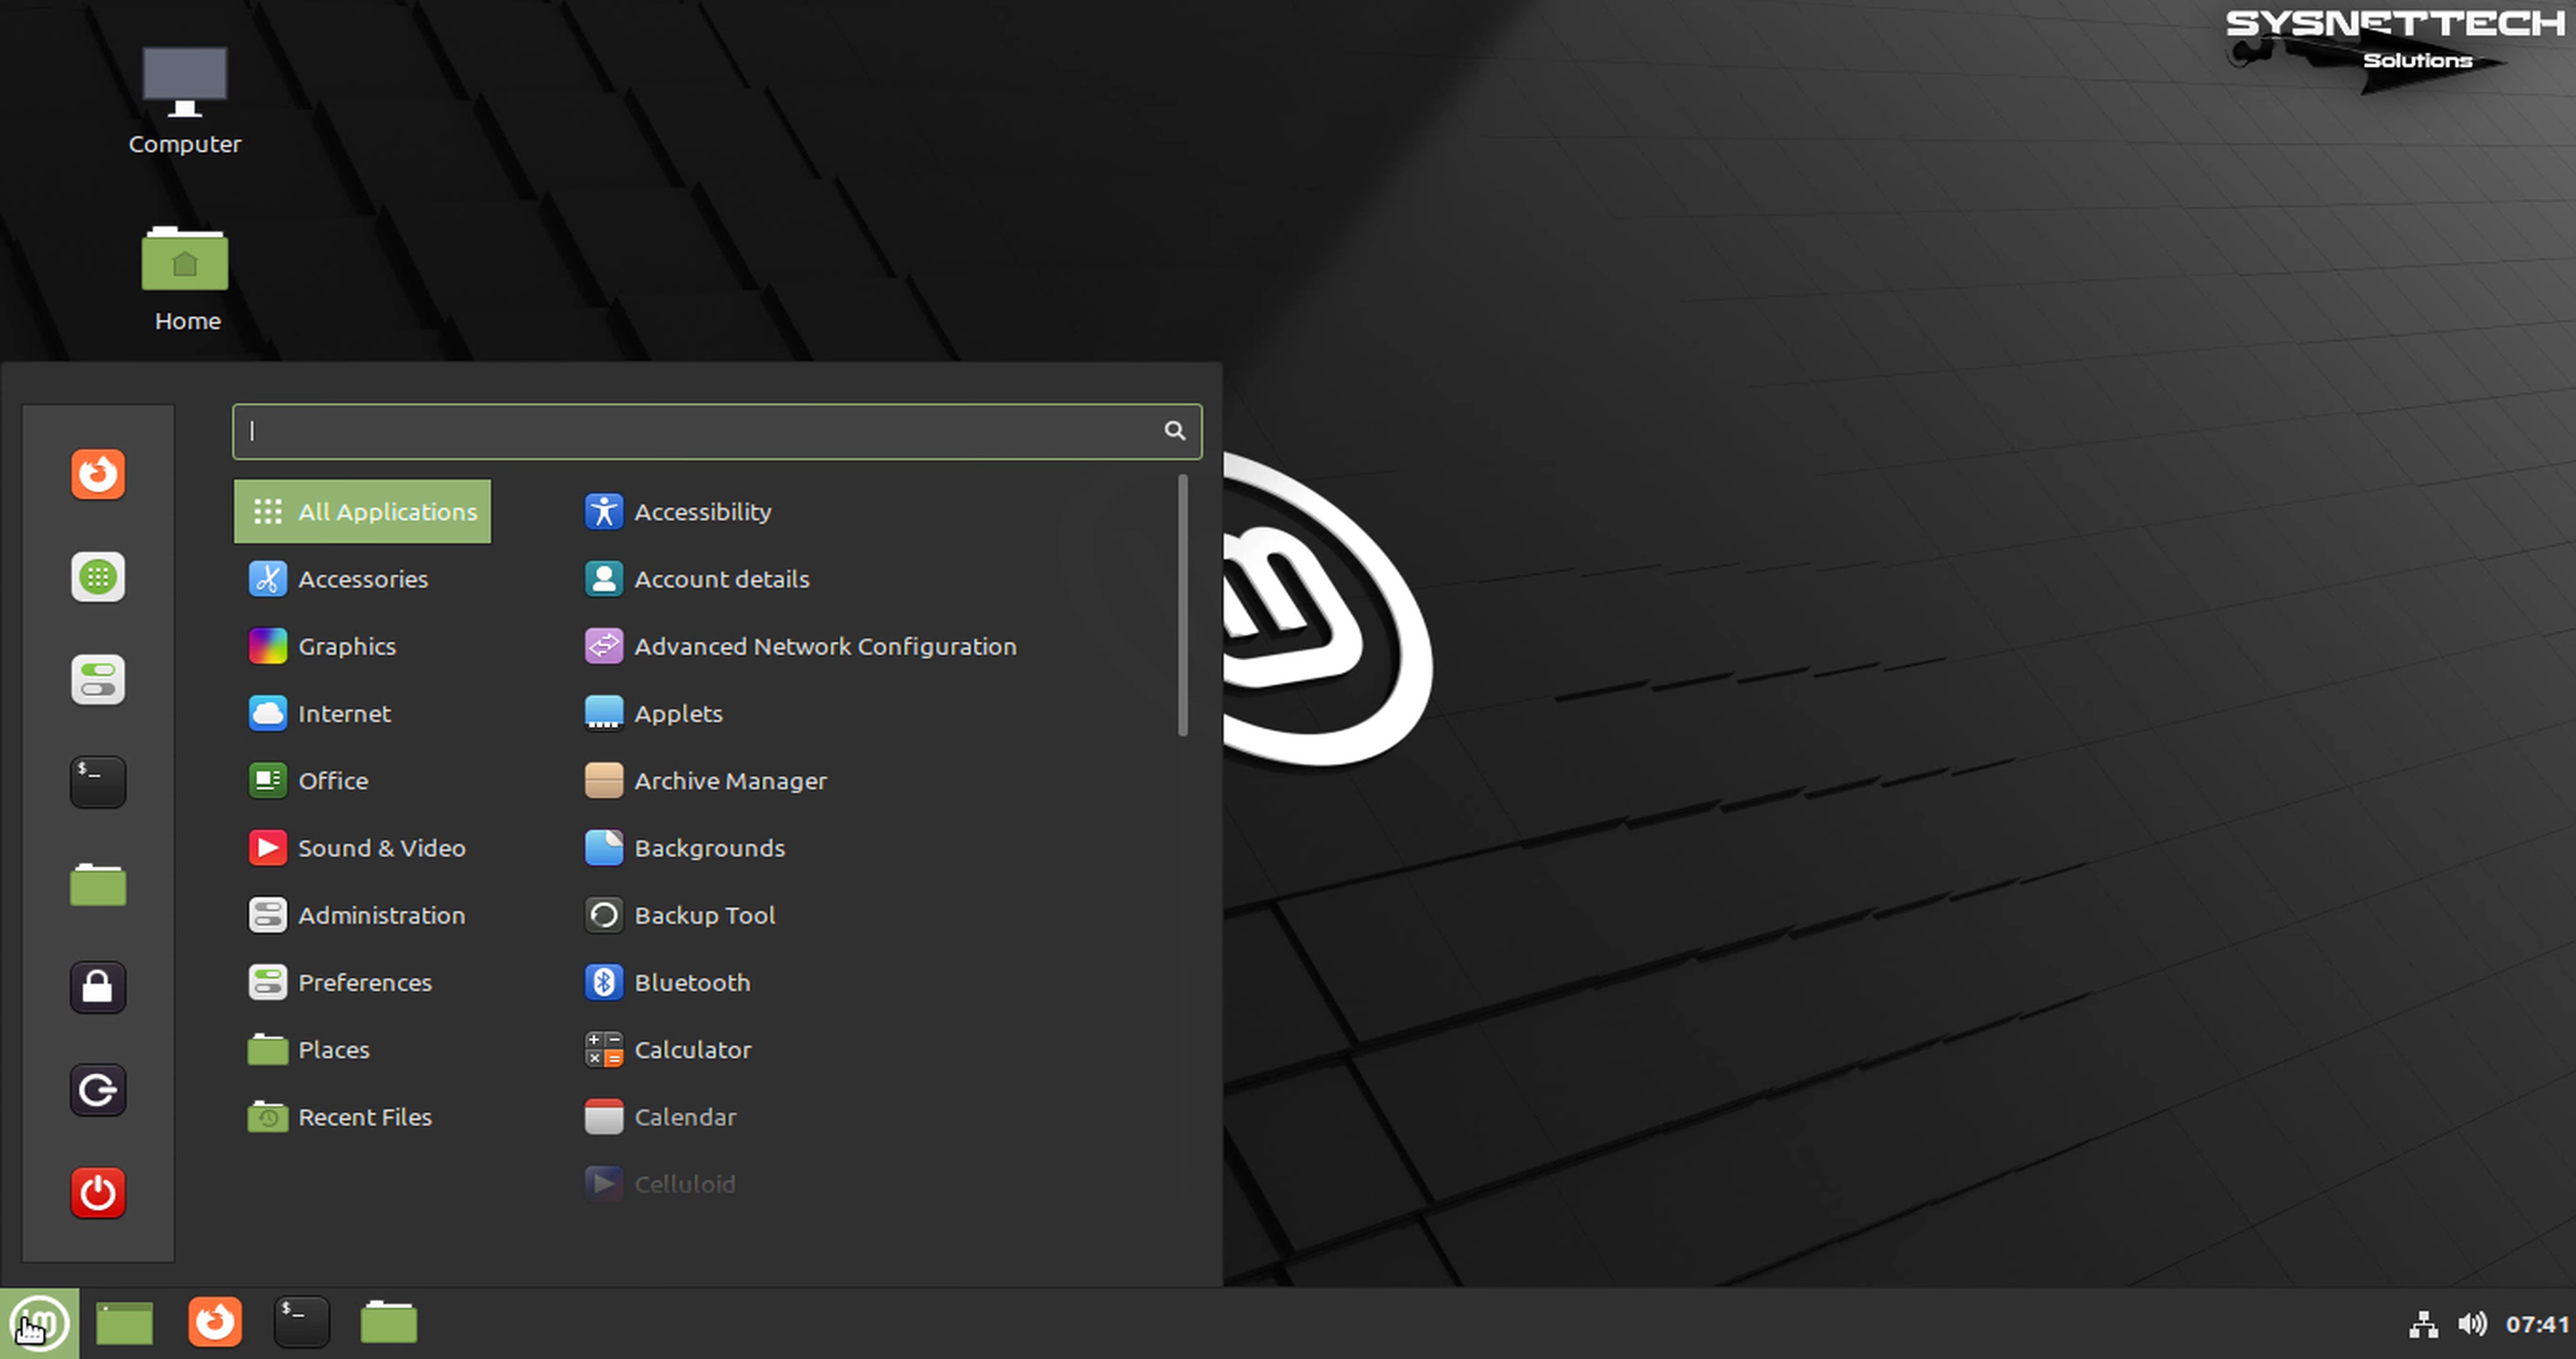 SYSNETTECH
Solutions
Computer
Home
All Applications
Accessories
Graphics
Internet
Office
Sound & Video
Administration
Preferences
Places
Recent Files
Accessibility
Account details
Advanced Network Configuration
Applets
Archive Manager
Backgrounds
Backup Tool
Bluetooth
Calculator
Calendar
Celluloid
$_
$_
07:41